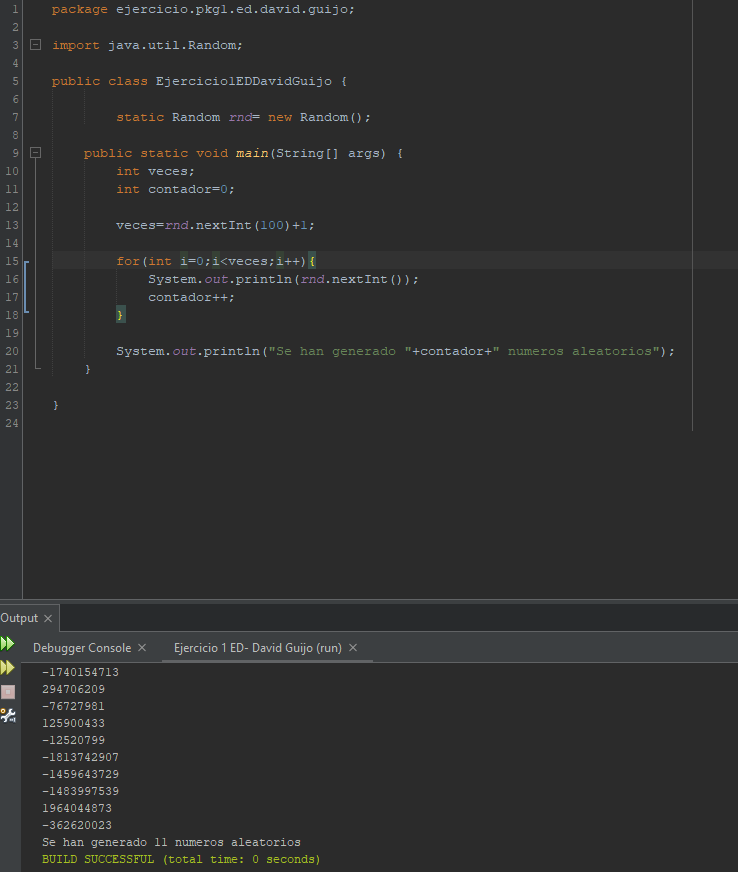 1 package ejercicio.pkg1.ed.david.guijo;
2
3 import java.util.Random;
4
5 public class Ejercicio1EDDavidGuijo {
6
7 static Random rnd= new Random();
8
9 public static void main(String[] args) {
10 int veces;
11 int contador=0;
12
13 veces=rnd.nextInt(100)+1;
14
15 for(int i=0;i<veces;i++){
16 System.out.println(rnd.nextInt());
17 contador++;
18 }
19
20 System.out.println("Se han generado "+contador+" numeros aleatorios");
21 }
22
23 }
24
Output ×
Debugger Console × Ejercicio 1 ED- David Guijo (run) ×
-1740154713
294706209
-76727981
125900433
-12520799
-1813742907
-1459643729
-1483997539
1964044873
-362620023
Se han generado 11 numeros aleatorios
BUILD SUCCESSFUL (total time: 0 seconds)